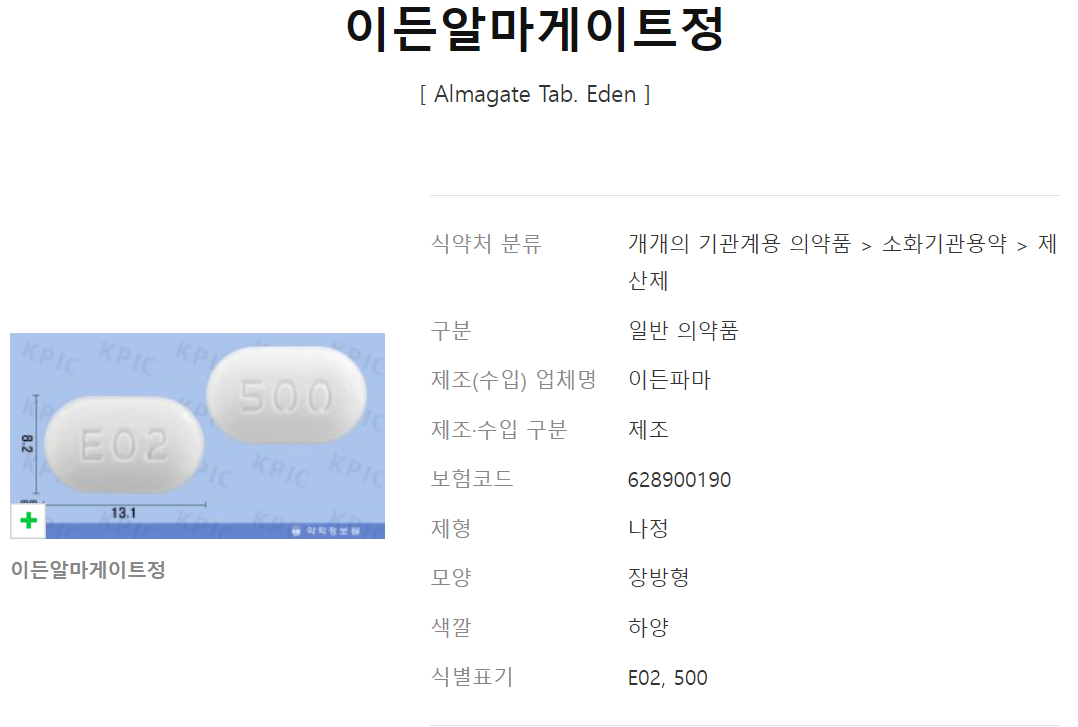 이든알마게이트정
[ Almagate Tab. Eden ]
식약처 분류 개개의 기관계용 의약품 > 소화기관용약 > 제
산제
구분 일반 의약품
제조(수입) 업체명 이든파마
제조·수입 구분 제조
보험코드 628900190
제형 나정
모양 장방형
색깔 하양
식별표기 E02, 500
KPIC KPIC KPIC KPIC
500
E02
8.2
KPIC KPIC
13.1
약학정보원
이든알마게이트정